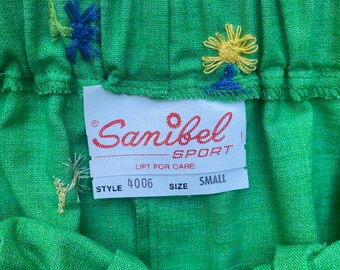 © Sanibel
SPORT
LIFT FOR CARE
STYLE 4006 SIZE SMALL